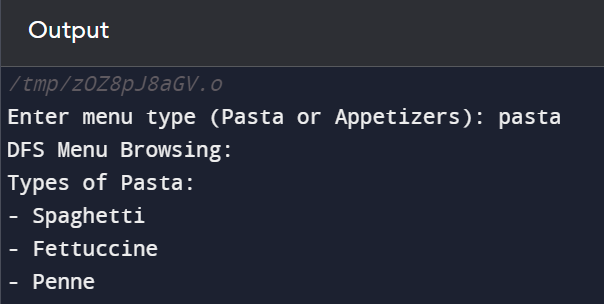 Output
/tmp/zOZ8pJ8aGV.o
Enter menu type (Pasta or Appetizers): pasta
DFS Menu Browsing:
Types of Pasta:
- Spaghetti
- Fettuccine
- Penne